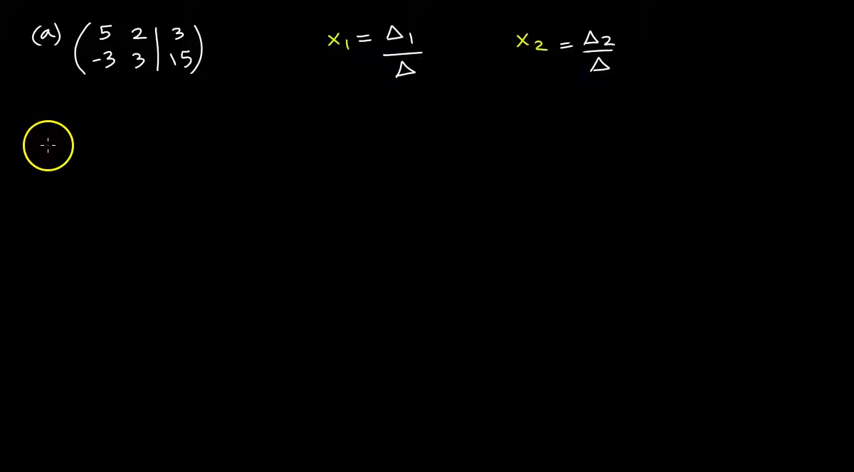 (a) ( 5 2 | 3 ) x₁ = Δ₁ / Δ x₂ = Δ₂ / Δ
( -3 3 | 15 )